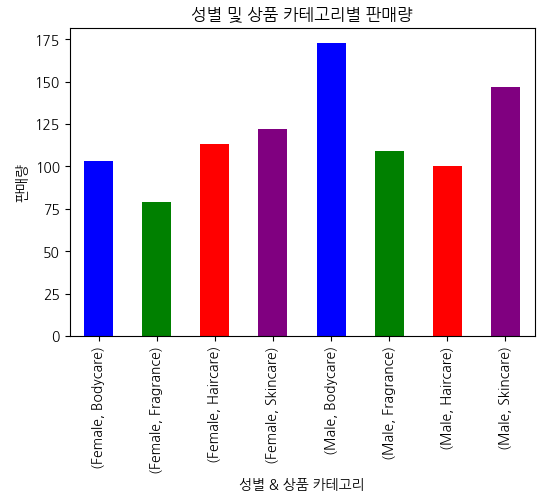 성별 및 상품 카테고리별 판매량
판매량
175
150
125
100
75
50
25
0
(Female, Bodycare)
(Female, Fragrance)
(Female, Haircare)
(Female, Skincare)
(Male, Bodycare)
(Male, Fragrance)
(Male, Haircare)
(Male, Skincare)
성별 & 상품 카테고리